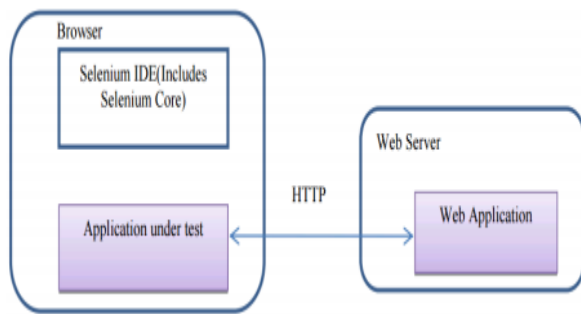 Browser
Selenium IDE(Includes
Selenium Core)
Web Server
HTTP
Application under test
Web Application